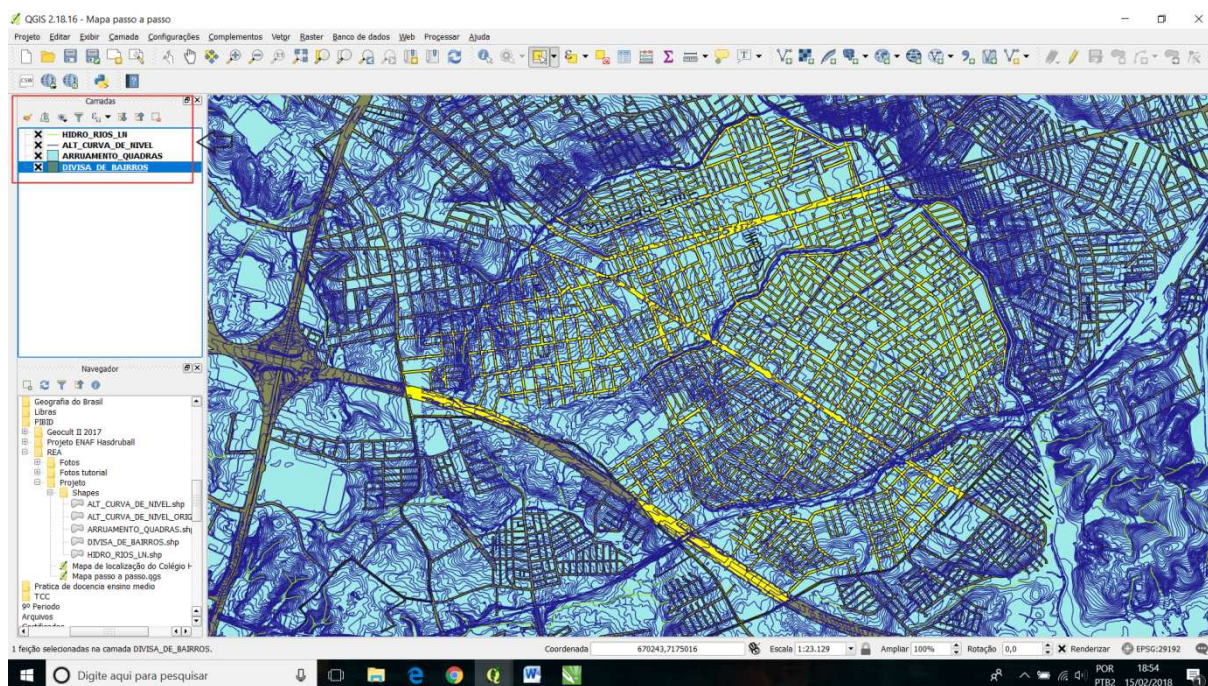 QGIS 2.18.16 - Mapa passo a passo
Projeto Editar Exibir Camada Configurações Complementos Vetor Raster Banco de dados Web Processar Ajuda
CSW
Camadas
HIDRO_RIOS_LN
ALT_CURVA_DE_NIVEL
ARRUAMENTO_QUADRAS
DIVISA_DE_BAIRROS
Navegador
Geografia do Brasil
Libras
PIBID
Geocult II 2017
Projeto ENAF Hasdruball
REA
Fotos
Fotos tutorial
Projeto
Shapes
ALT_CURVA_DE_NIVEL.shp
ALT_CURVA_DE_NIVEL_ORIG
ARRUAMENTO_QUADRAS.sh
DIVISA_DE_BAIRROS.shp
HIDRO_RIOS_LN.shp
Mapa de localização do Colégio H
Mapa passo a passo.qgs
Pratica de docencia ensino medio
TCC
9º Periodo
Arquivos
1 feição selecionadas na camada DIVISA_DE_BAIRROS. Coordenada 670243,7175016 Escala 1:23.129 Ampliar 100% Rotação 0,0 Renderizar EPSG:29192
Digite aqui para pesquisar POR 18:54
PTB2 15/02/2018